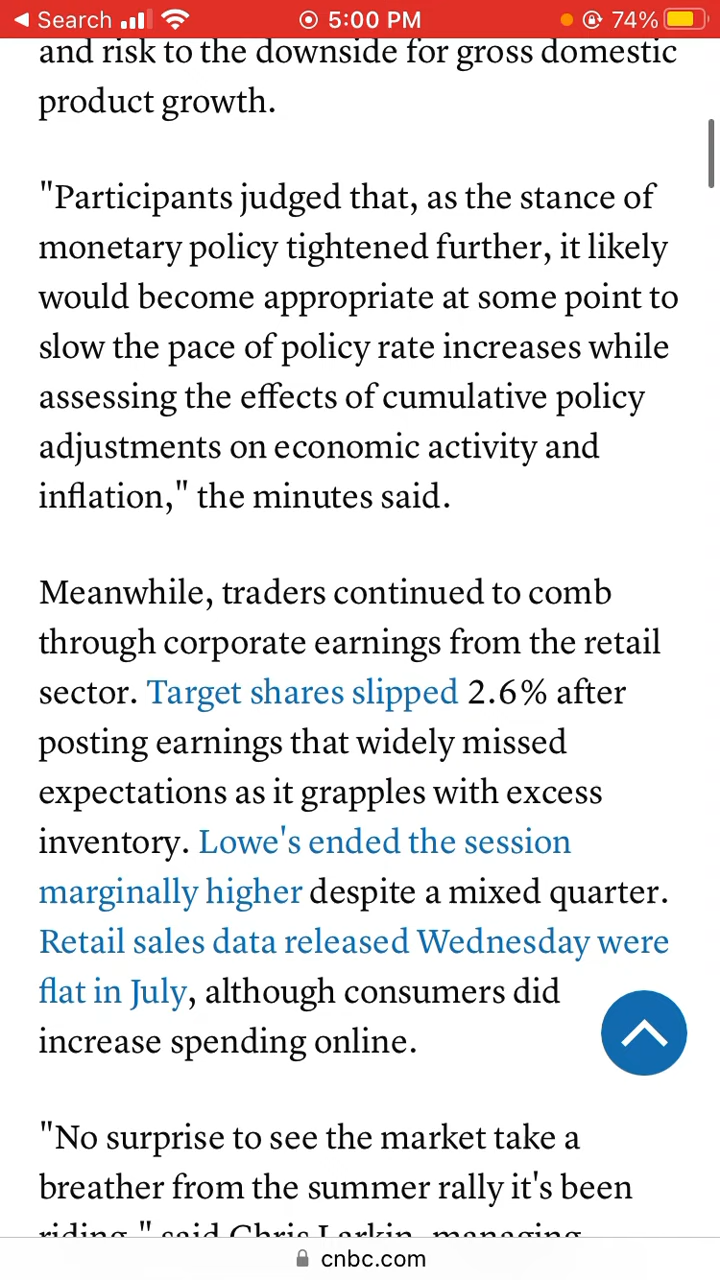 Search
5:00 PM
74%
and risk to the downside for gross domestic
product growth.
"Participants judged that, as the stance of
monetary policy tightened further, it likely
would become appropriate at some point to
slow the pace of policy rate increases while
assessing the effects of cumulative policy
adjustments on economic activity and
inflation," the minutes said.
Meanwhile, traders continued to comb
through corporate earnings from the retail
sector. Target shares slipped 2.6% after
posting earnings that widely missed
expectations as it grapples with excess
inventory. Lowe's ended the session
marginally higher despite a mixed quarter.
Retail sales data released Wednesday were
flat in July, although consumers did
increase spending online.
"No surprise to see the market take a
breather from the summer rally it's been
riding," said Chris Larkin, managing
cnbc.com